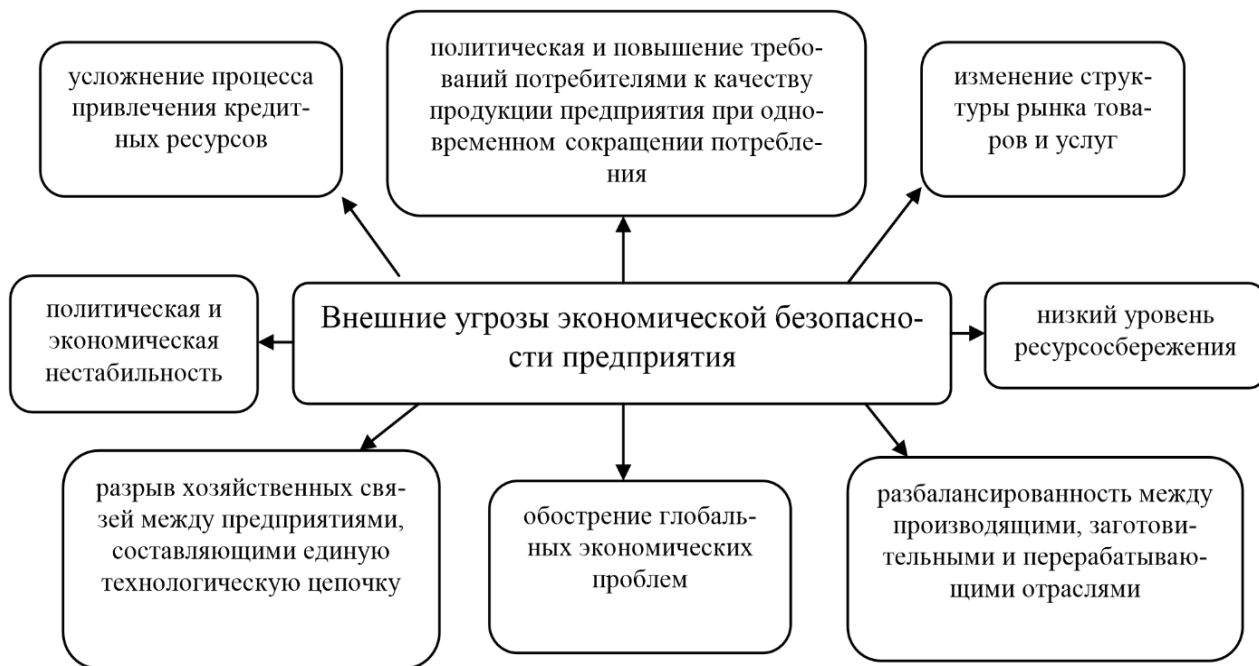 усложнение процесса
привлечения кредит-
ных ресурсов
политическая и повышение требо-
ваний потребителями к качеству
продукции предприятия при одно-
временном сокращении потребле-
ния
изменение струк-
туры рынка това-
ров и услуг
политическая и
экономическая
нестабильность
Внешние угрозы экономической безопасно-
сти предприятия
низкий уровень
ресурсосбережения
разрыв хозяйственных свя-
зей между предприятиями,
составляющими единую
технологическую цепочку
обострение глобаль-
ных экономических
проблем
разбалансированность между
производящими, заготови-
тельными и перерабатываю-
щими отраслями